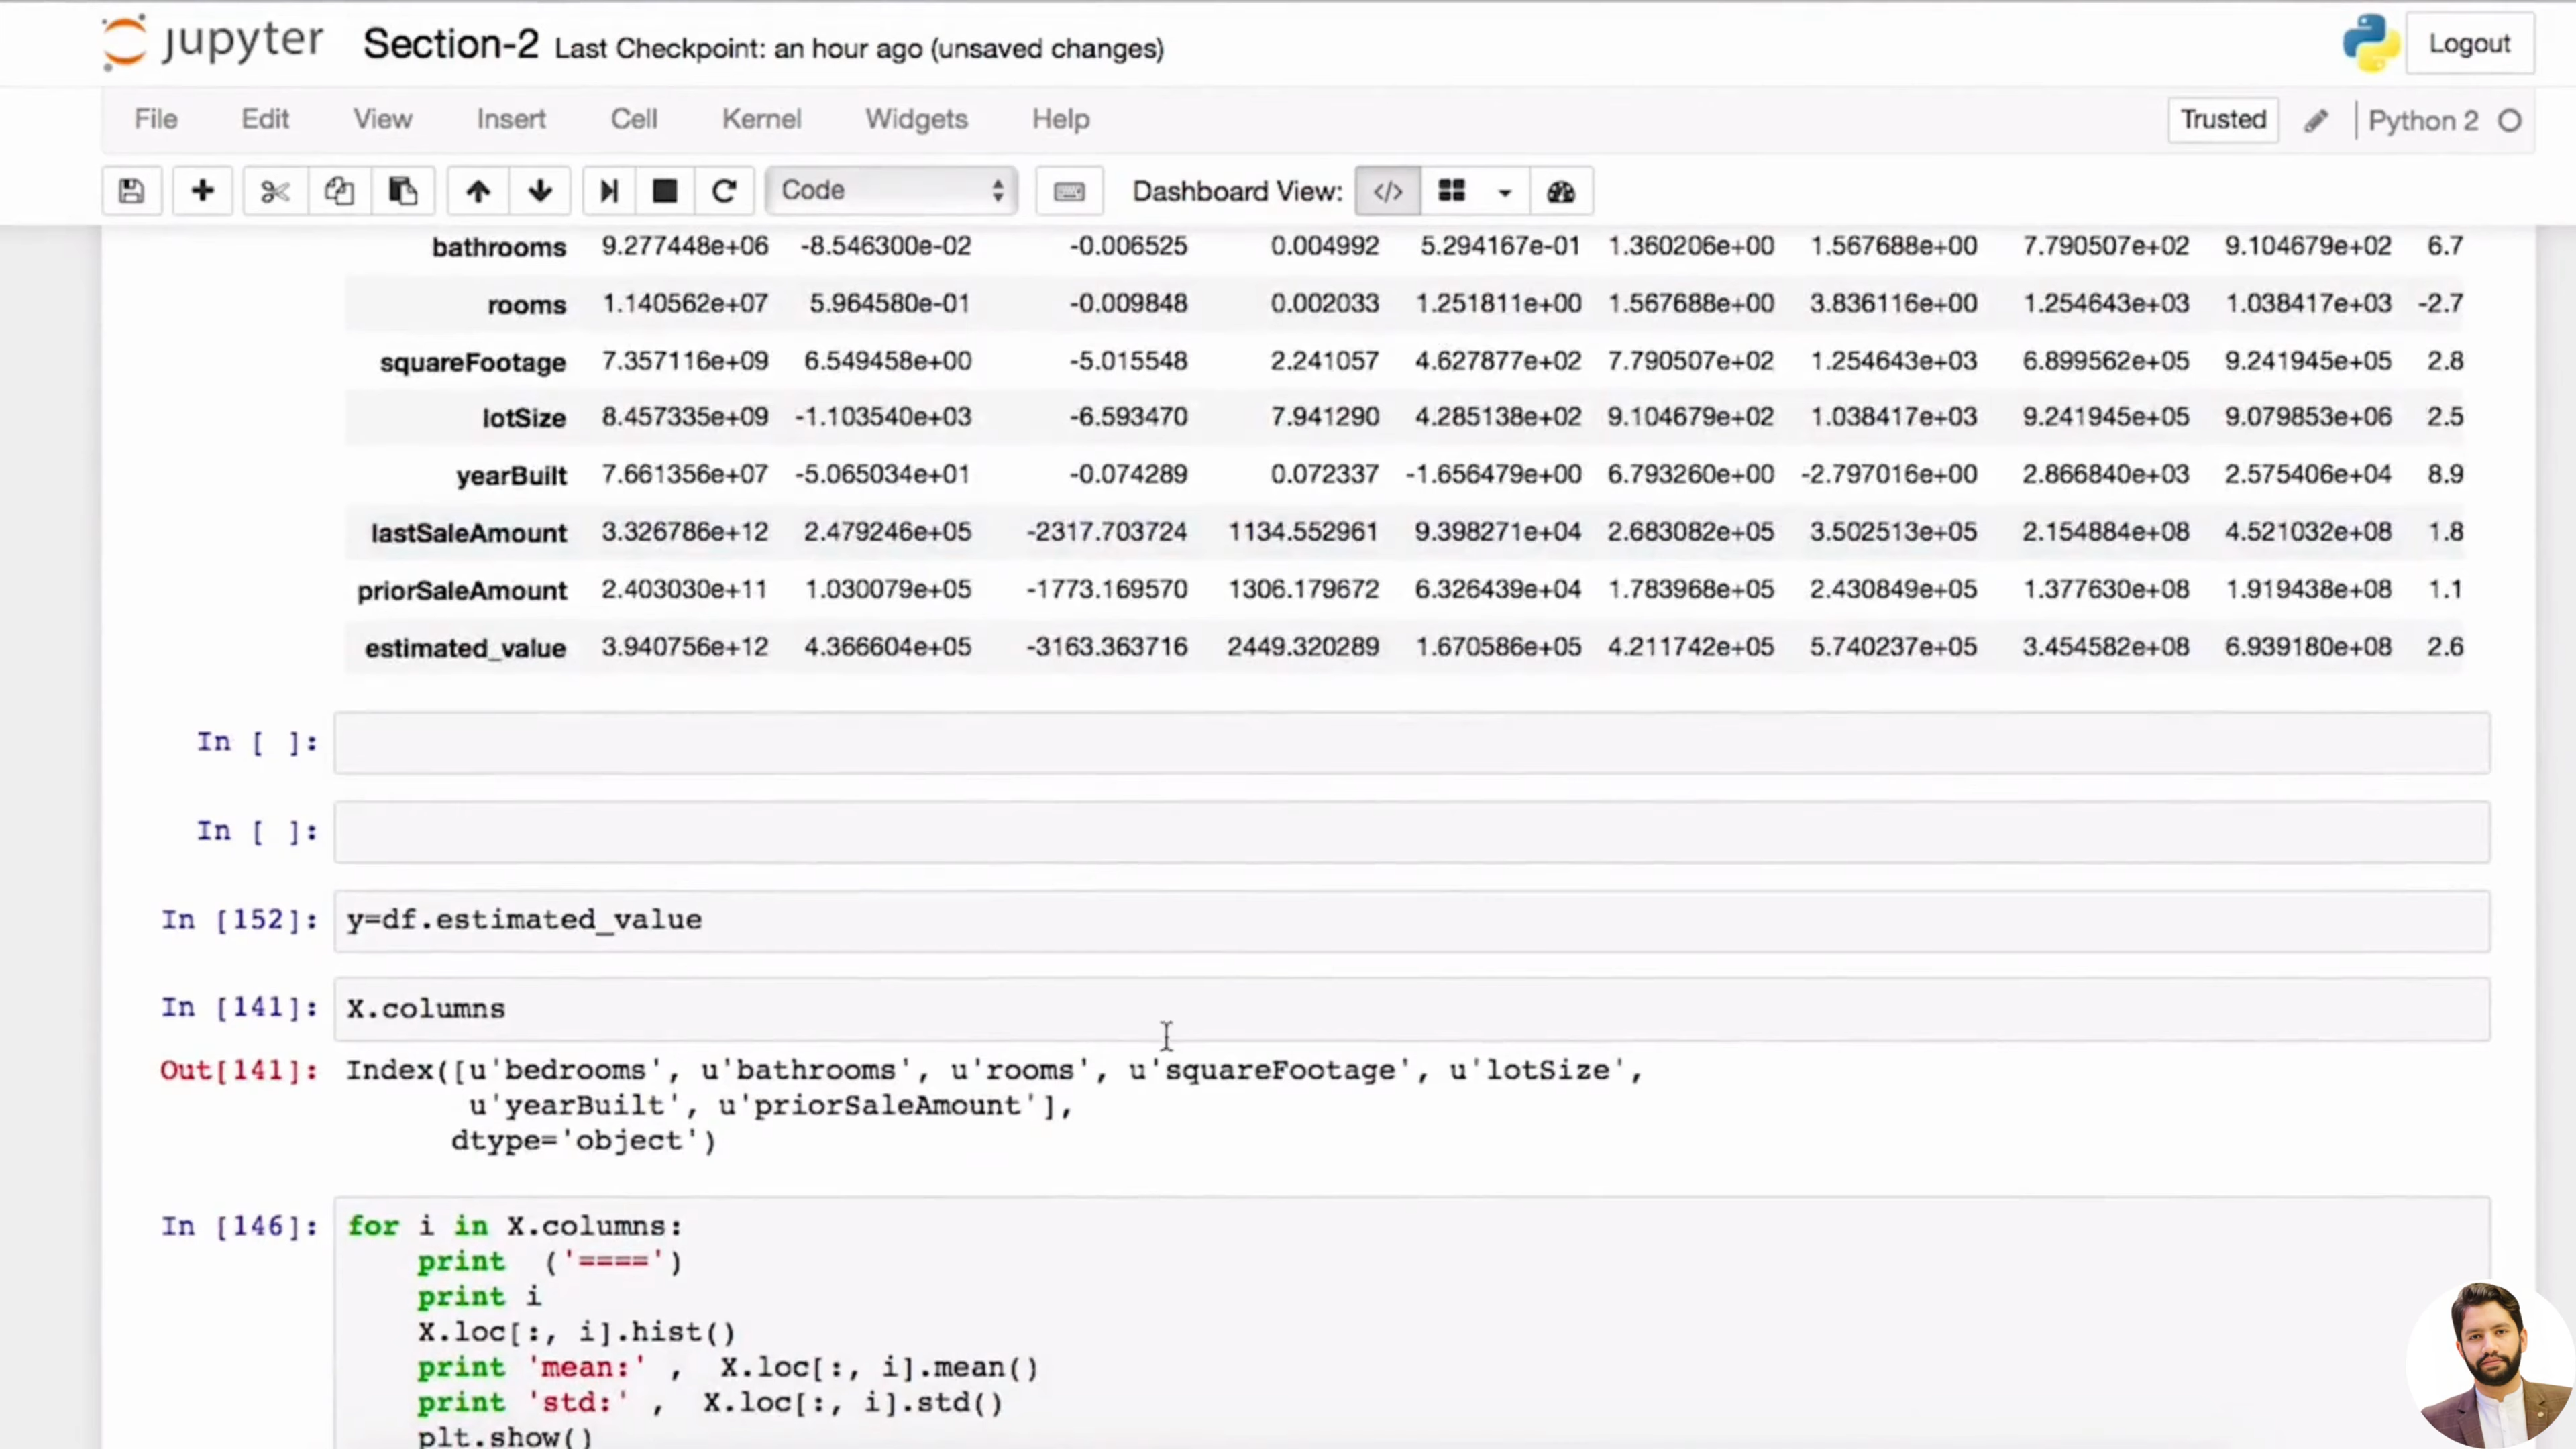 jupyter Section-2 Last Checkpoint: an hour ago (unsaved changes) Logout
File Edit View Insert Cell Kernel Widgets Help Trusted Python 2
Code Dashboard View: </>
bathrooms 9.277448e+06 -8.546300e-02 -0.006525 0.004992 5.294167e-01 1.360206e+00 1.567688e+00 7.790507e+02 9.104679e+02 6.7
rooms 1.140562e+07 5.964580e-01 -0.009848 0.002033 1.251811e+00 1.567688e+00 3.836116e+00 1.254643e+03 1.038417e+03 -2.7
squareFootage 7.357116e+09 6.549458e+00 -5.015548 2.241057 4.627877e+02 7.790507e+02 1.254643e+03 6.899562e+05 9.241945e+05 2.8
lotSize 8.457335e+09 -1.103540e+03 -6.593470 7.941290 4.285138e+02 9.104679e+02 1.038417e+03 9.241945e+05 9.079853e+06 2.5
yearBuilt 7.661356e+07 -5.065034e+01 -0.074289 0.072337 -1.656479e+00 6.793260e+00 -2.797016e+00 2.866840e+03 2.575406e+04 8.9
lastSaleAmount 3.326786e+12 2.479246e+05 -2317.703724 1134.552961 9.398271e+04 2.683082e+05 3.502513e+05 2.154884e+08 4.521032e+08 1.8
priorSaleAmount 2.403030e+11 1.030079e+05 -1773.169570 1306.179672 6.326439e+04 1.783968e+05 2.430849e+05 1.377630e+08 1.919438e+08 1.1
estimated_value 3.940756e+12 4.366604e+05 -3163.363716 2449.320289 1.670586e+05 4.211742e+05 5.740237e+05 3.454582e+08 6.939180e+08 2.6
In [ ]:
In [ ]:
In [152]: y=df.estimated_value
In [141]: X.columns
Out[141]: Index([u'bedrooms', u'bathrooms', u'rooms', u'squareFootage', u'lotSize',
u'yearBuilt', u'priorSaleAmount'],
dtype='object')
In [146]: for i in X.columns:
print ('====')
print i
X.loc[:, i].hist()
print 'mean:' , X.loc[:, i].mean()
print 'std:' , X.loc[:, i].std()
plt.show()